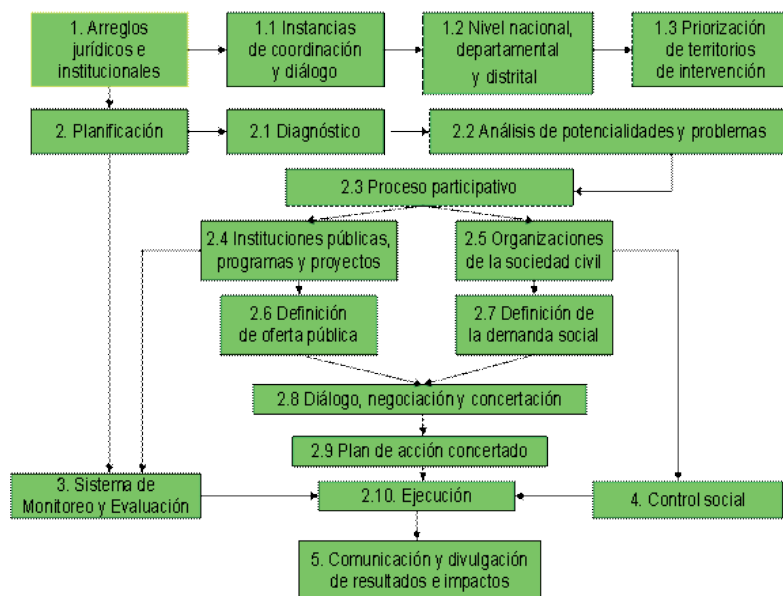 1. Arreglos
jurídicos e
institucionales
1.1 Instancias
de coordinación
y diálogo
1.2 Nivel nacional,
departamental
y distrital
1.3 Priorización
de territorios
de intervención
2. Planificación
2.1 Diagnóstico
2.2 Análisis de potencialidades y problemas
2.3 Proceso participativo
2.4 Instituciones públicas,
programas y proyectos
2.5 Organizaciones
de la sociedad civil
2.6 Definición
de oferta pública
2.7 Definición de
la demanda social
2.8 Diálogo, negociación y concertación
2.9 Plan de acción concertado
3. Sistema de
Monitoreo y Evaluación
2.10. Ejecución
4. Control social
5. Comunicación y divulgación
de resultados e impactos